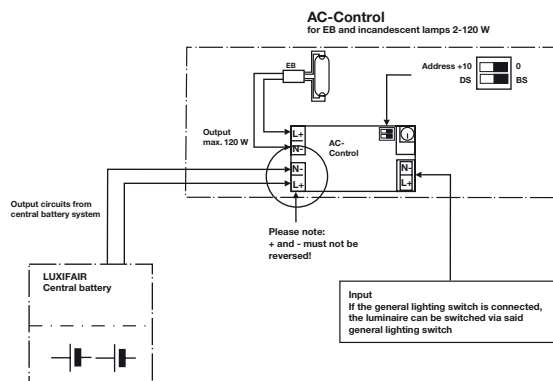 AC-Control
for EB and incandescent lamps 2-120 W
Address +10
0
DS
BS
EB
Output
max. 120 W
L+
N-
AC-
Control
N-
L+
N-
L+
Output circuits from
central battery system
Please note:
+ and - must not be
reversed!
LUXIFAIR
Central battery
Input
If the general lighting switch is connected,
the luminaire can be switched via said
general lighting switch